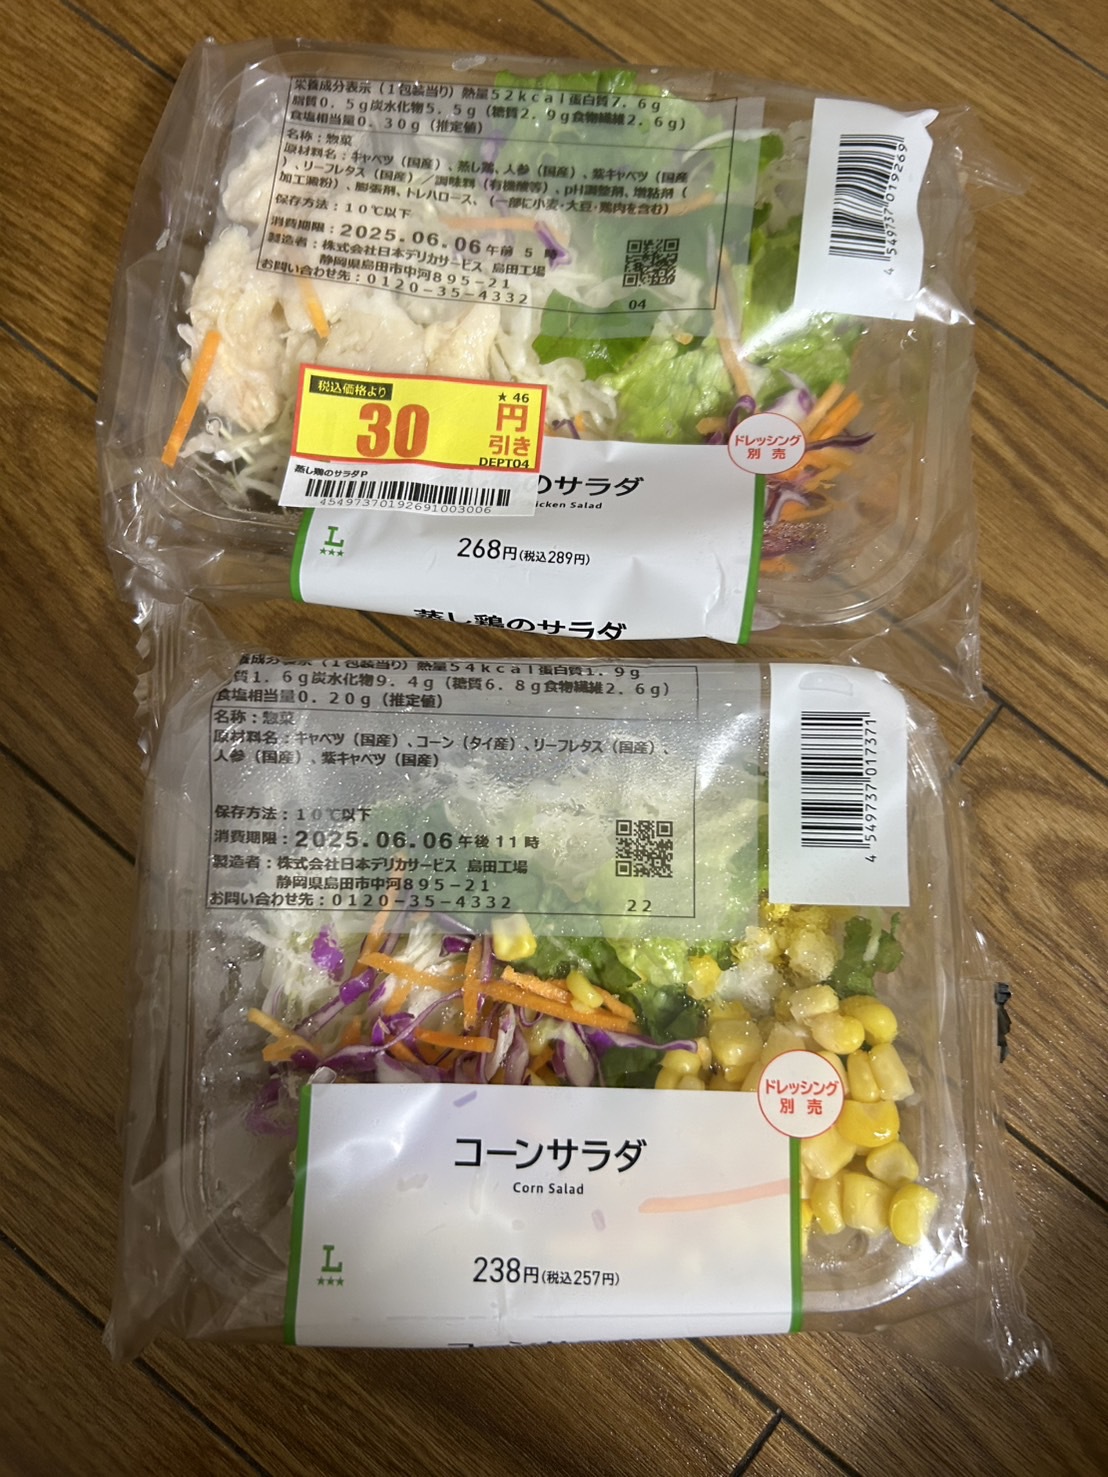 栄養成分表示（1包装当り）熱量52kcal蛋白質7.6g
脂質0.5g炭水化物5.5g（糖質2.9g食物繊維2.6g）
食塩相当量0.30g（推定値）
名称：惣菜
原材料名：キャベツ（国産）、蒸し鶏、人参（国産）、紫キャベツ（国産
）、リーフレタス（国産）／調味料（有機酸等）、pH調整剤、増粘剤（
加工澱粉）、膨張剤、トレハロース、（一部に小麦・大豆・鶏肉を含む）
保存方法：10℃以下
消費期限：2025.06.06午前 5 時
製造者：株式会社日本デリカサービス 島田工場
静岡県島田市中河895-21
お問い合わせ先：0120-35-4332
04
4 549737 019269
税込価格より
★46
30円引き
DEPT04
蒸し鶏のサラダP
45497370192691003006
ドレッシング
別売
のサラダ
icken Salad
L
268円(税込289円)
蒸し鶏のサラダ
養成分表示（1包装当り）熱量54kcal蛋白質1.9g
質1.6g炭水化物9.4g（糖質6.8g食物繊維2.6g）
食塩相当量0.20g（推定値）
名称：惣菜
原材料名：キャベツ（国産）、コーン（タイ産）、リーフレタス（国産）、
人参（国産）、紫キャベツ（国産）
保存方法：10℃以下
消費期限：2025.06.06午後11時
製造者：株式会社日本デリカサービス 島田工場
静岡県島田市中河895-21
お問い合わせ先：0120-35-4332
22
4 549737 017371
ドレッシング
別売
コーンサラダ
Corn Salad
L
238円(税込257円)